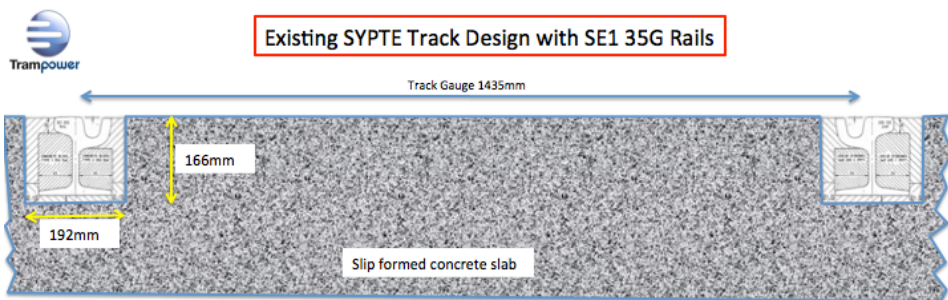 Trampower
Existing SYPTE Track Design with SE1 35G Rails
Track Gauge 1435mm
166mm
192mm
Slip formed concrete slab